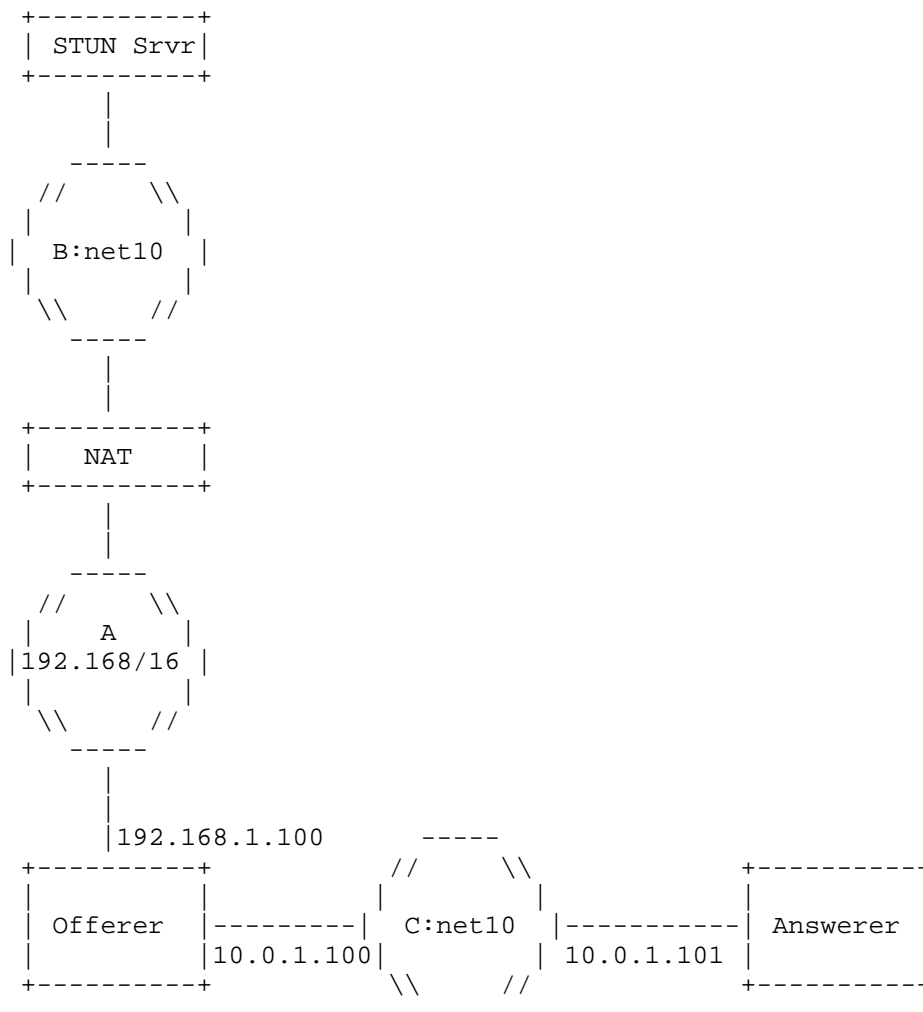 STUN Srvr
B:net10
NAT
A
192.168/16
192.168.1.100
Offerer C:net10 Answerer
10.0.1.100 10.0.1.101